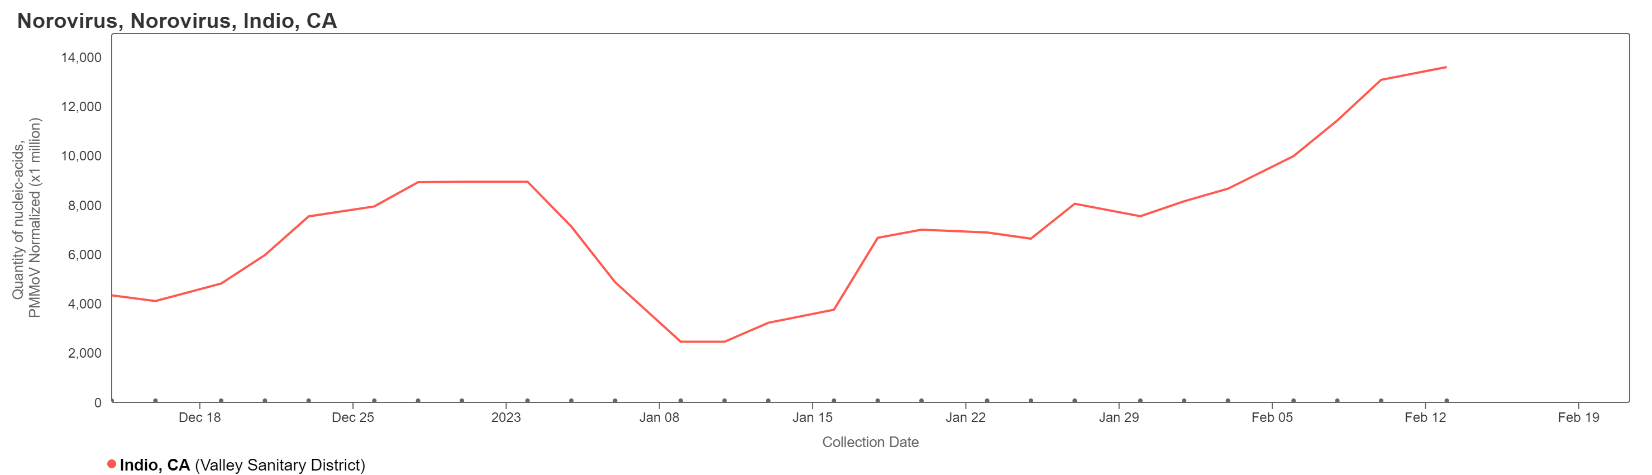 Norovirus, Norovirus, Indio, CA
14,000
12,000
10,000
8,000
6,000
4,000
2,000
0
Quantity of nucleic-acids,
PMMoV Normalized (x1 million)
Dec 18 Dec 25 2023 Jan 08 Jan 15 Jan 22 Jan 29 Feb 05 Feb 12 Feb 19
Collection Date
Indio, CA (Valley Sanitary District)